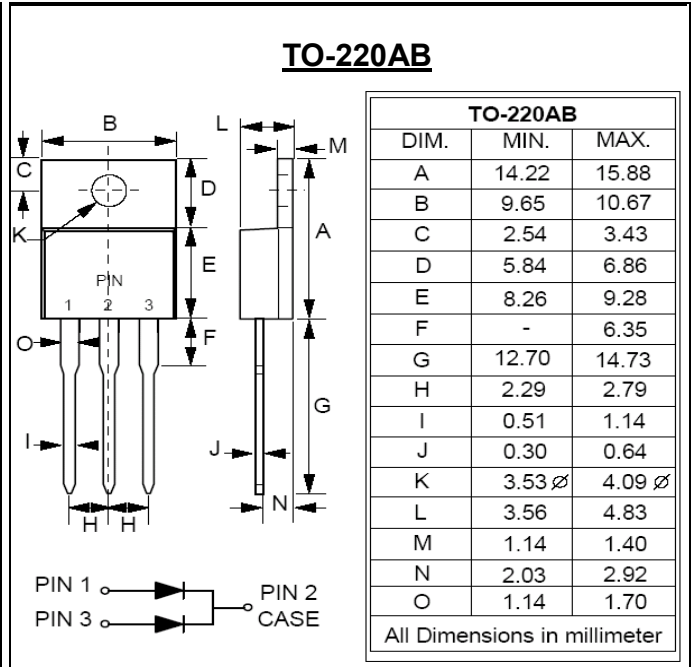 TO-220AB
B
L
M
C
D
K
A
E
PIN
1 2 3
O
F
G
I
J
H H
N
PIN 1
PIN 3
PIN 2
CASE
TO-220AB
DIM. MIN. MAX.
A 14.22 15.88
B 9.65 10.67
C 2.54 3.43
D 5.84 6.86
E 8.26 9.28
F - 6.35
G 12.70 14.73
H 2.29 2.79
I 0.51 1.14
J 0.30 0.64
K 3.53 Ø 4.09 Ø
L 3.56 4.83
M 1.14 1.40
N 2.03 2.92
O 1.14 1.70
All Dimensions in millimeter